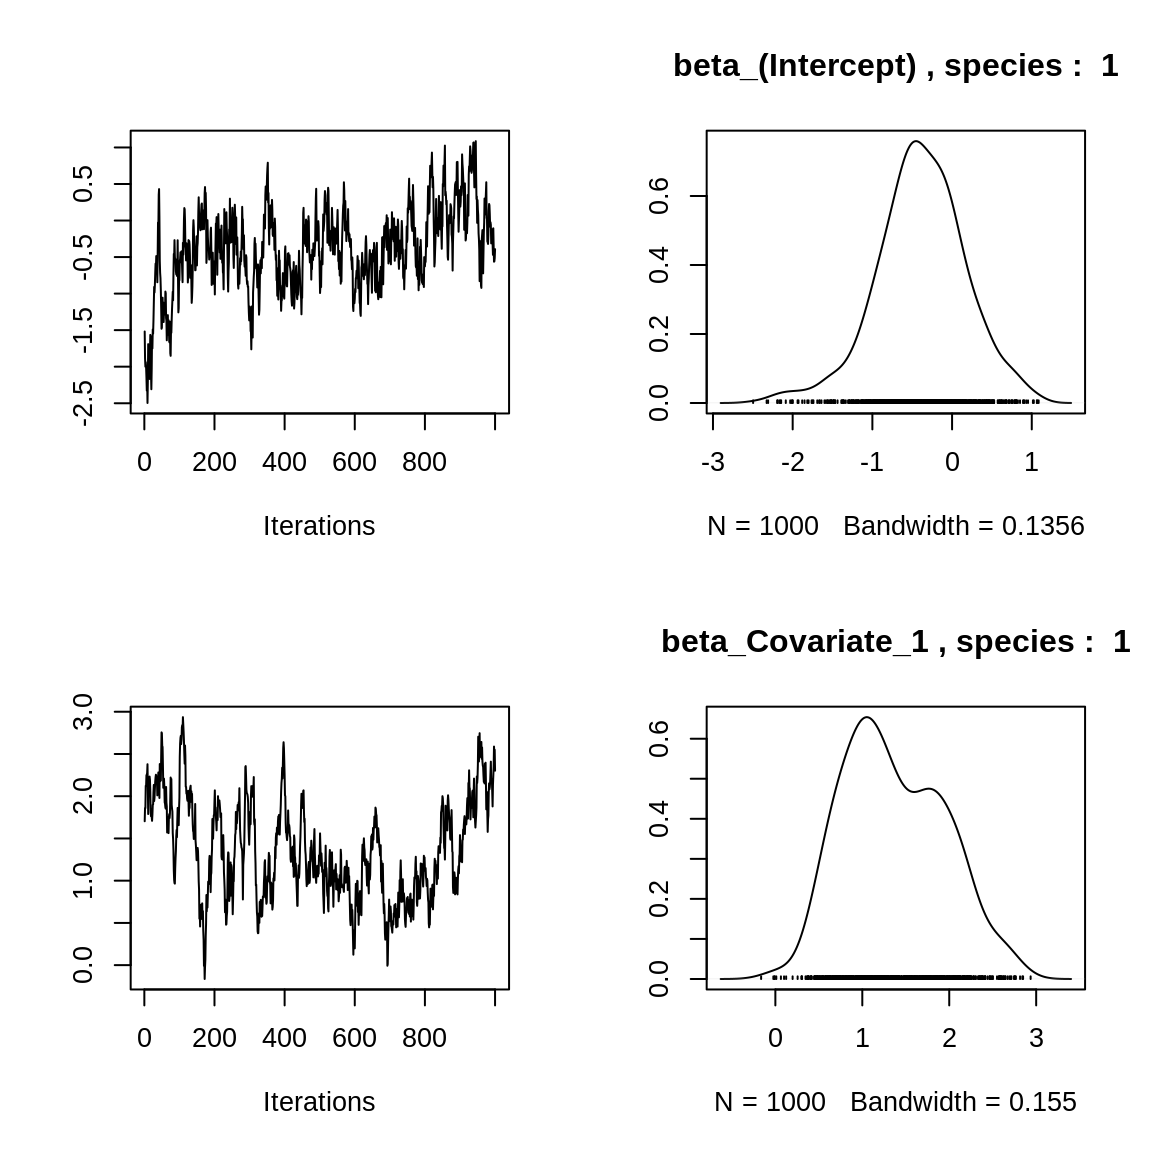 beta_(Intercept) , species :  1
0.5
-0.5
-1.5
-2.5
0 200 400 600 800
Iterations
0.6
0.4
0.2
0.0
-3 -2 -1 0 1
N = 1000   Bandwidth = 0.1356
beta_Covariate_1 , species :  1
3.0
2.0
1.0
0.0
0 200 400 600 800
Iterations
0.6
0.4
0.2
0.0
0 1 2 3
N = 1000   Bandwidth = 0.155